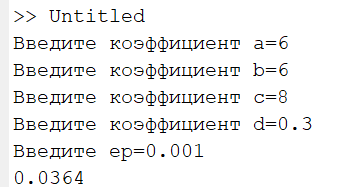 >> Untitled
Введите коэффициент a=6
Введите коэффициент b=6
Введите коэффициент c=8
Введите коэффициент d=0.3
Введите ep=0.001
0.0364